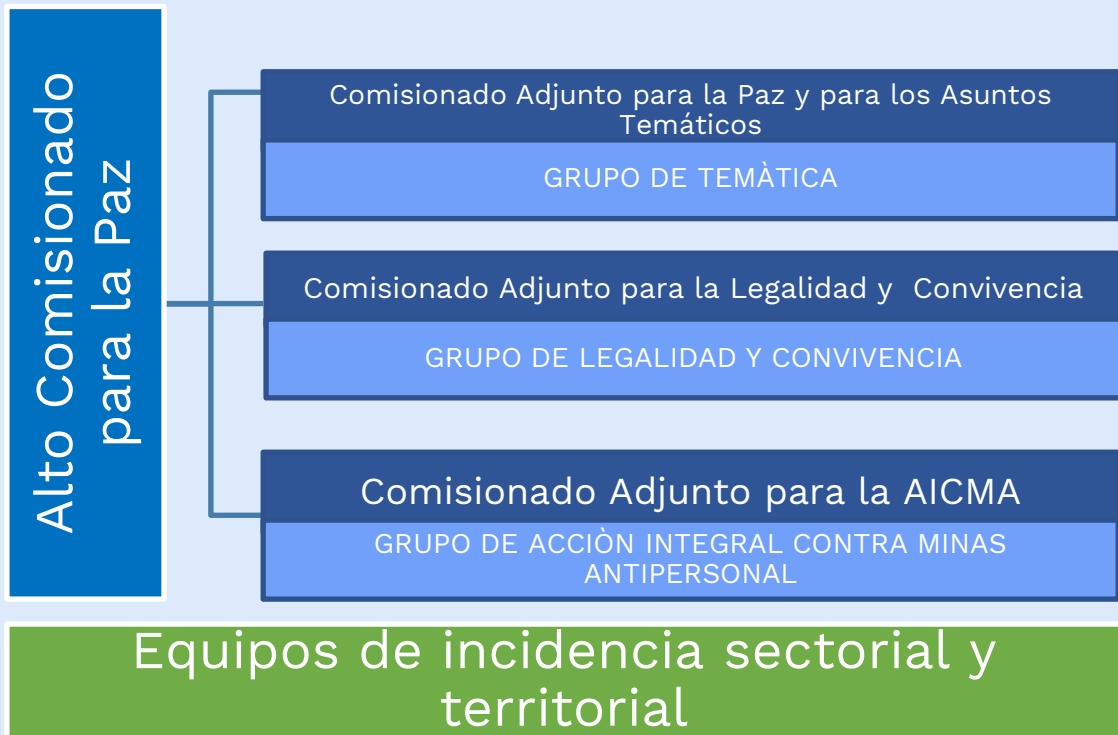 Alto Comisionado
para la Paz
Comisionado Adjunto para la Paz y para los Asuntos
Temáticos
GRUPO DE TEMÀTICA
Comisionado Adjunto para la Legalidad y Convivencia
GRUPO DE LEGALIDAD Y CONVIVENCIA
Comisionado Adjunto para la AICMA
GRUPO DE ACCIÒN INTEGRAL CONTRA MINAS
ANTIPERSONAL
Equipos de incidencia sectorial y
territorial